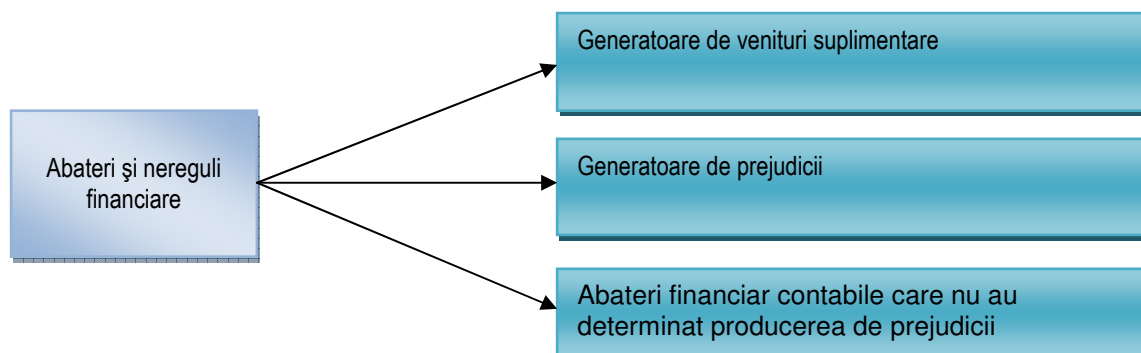 Generatoare de venituri suplimentare
Abateri şi nereguli
financiare
Generatoare de prejudicii
Abateri financiar contabile care nu au
determinat producerea de prejudicii